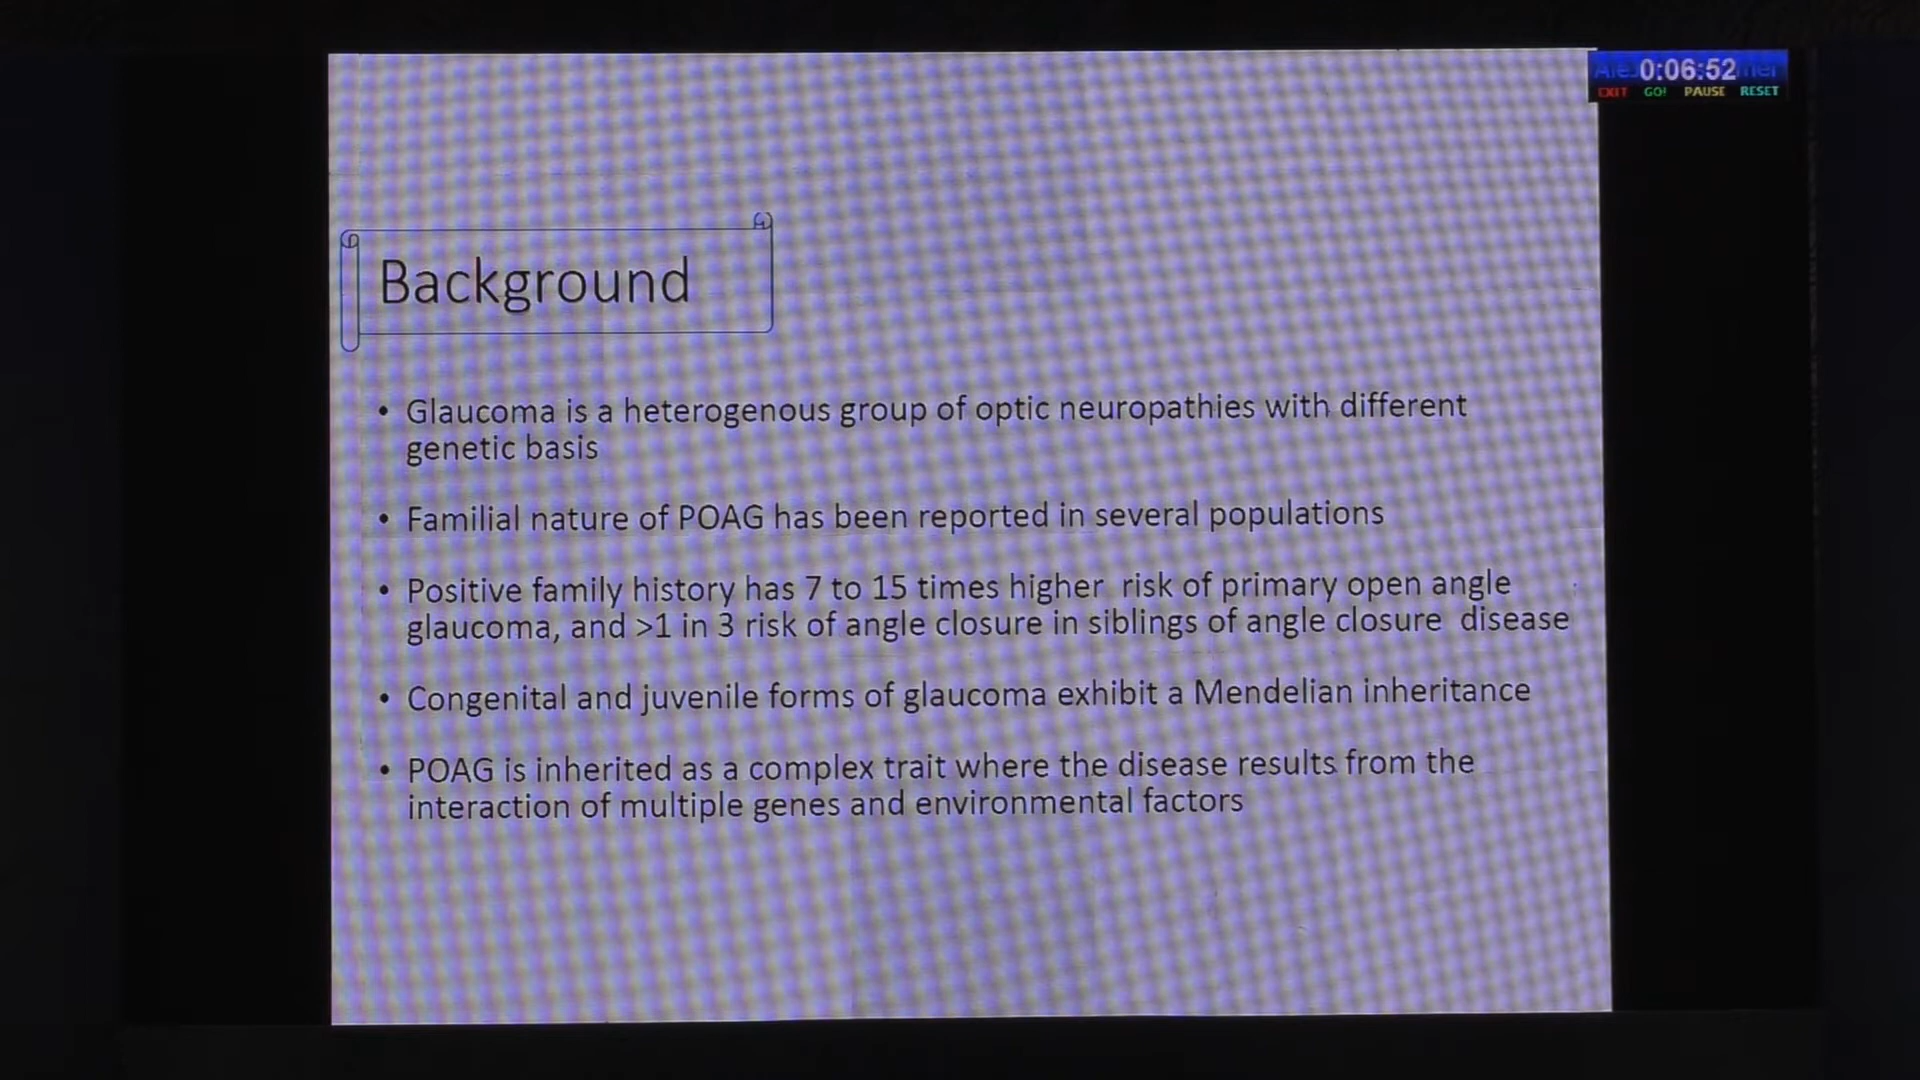 0:06:52
EXIT GO! PAUSE RESET
Background
• Glaucoma is a heterogenous group of optic neuropathies with different
genetic basis
• Familial nature of POAG has been reported in several populations
• Positive family history has 7 to 15 times higher risk of primary open angle
glaucoma, and >1 in 3 risk of angle closure in siblings of angle closure disease
• Congenital and juvenile forms of glaucoma exhibit a Mendelian inheritance
• POAG is inherited as a complex trait where the disease results from the
interaction of multiple genes and environmental factors